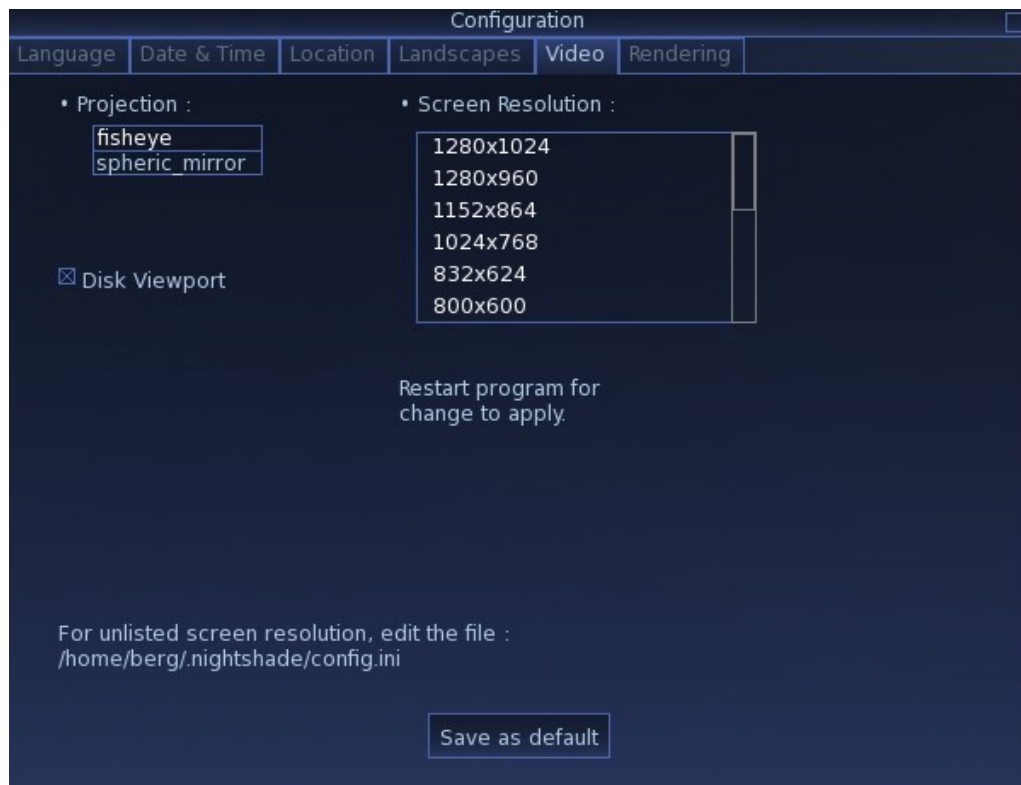 Configuration
Language Date & Time Location Landscapes Video Rendering
• Projection :
fisheye
spheric_mirror
Disk Viewport
• Screen Resolution :
1280x1024
1280x960
1152x864
1024x768
832x624
800x600
Restart program for
change to apply.
For unlisted screen resolution, edit the file :
/home/berg/.nightshade/config.ini
Save as default